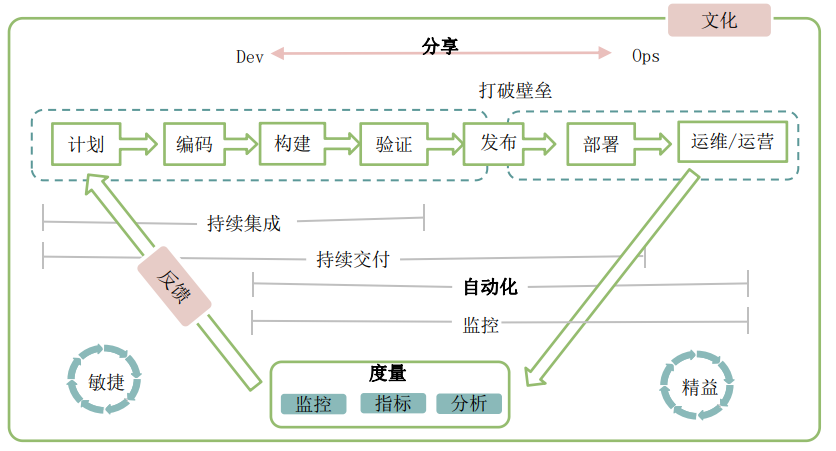 文化
分享
Dev
Ops
打破壁垒
计划
编码
构建
验证
发布
部署
运维/运营
持续集成
持续交付
自动化
反馈
监控
度量
监控
指标
分析
敏捷
精益